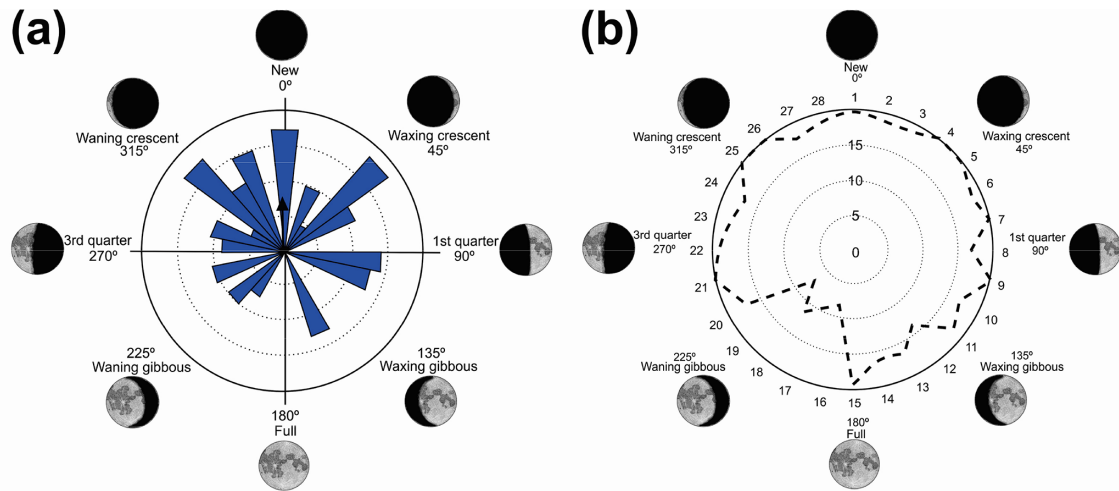 (a)
New
0º
Waning crescent
315º
Waxing crescent
45º
3rd quarter
270º
1st quarter
90º
225º
Waning gibbous
135º
Waxing gibbous
180º
Full
(b)
New
0º
Waning crescent
315º
Waxing crescent
45º
3rd quarter
270º
1st quarter
90º
225º
Waning gibbous
135º
Waxing gibbous
180º
Full
1
2
3
4
5
6
7
8
9
10
11
12
13
14
15
16
17
18
19
20
21
22
23
24
25
26
27
28
15
10
5
0